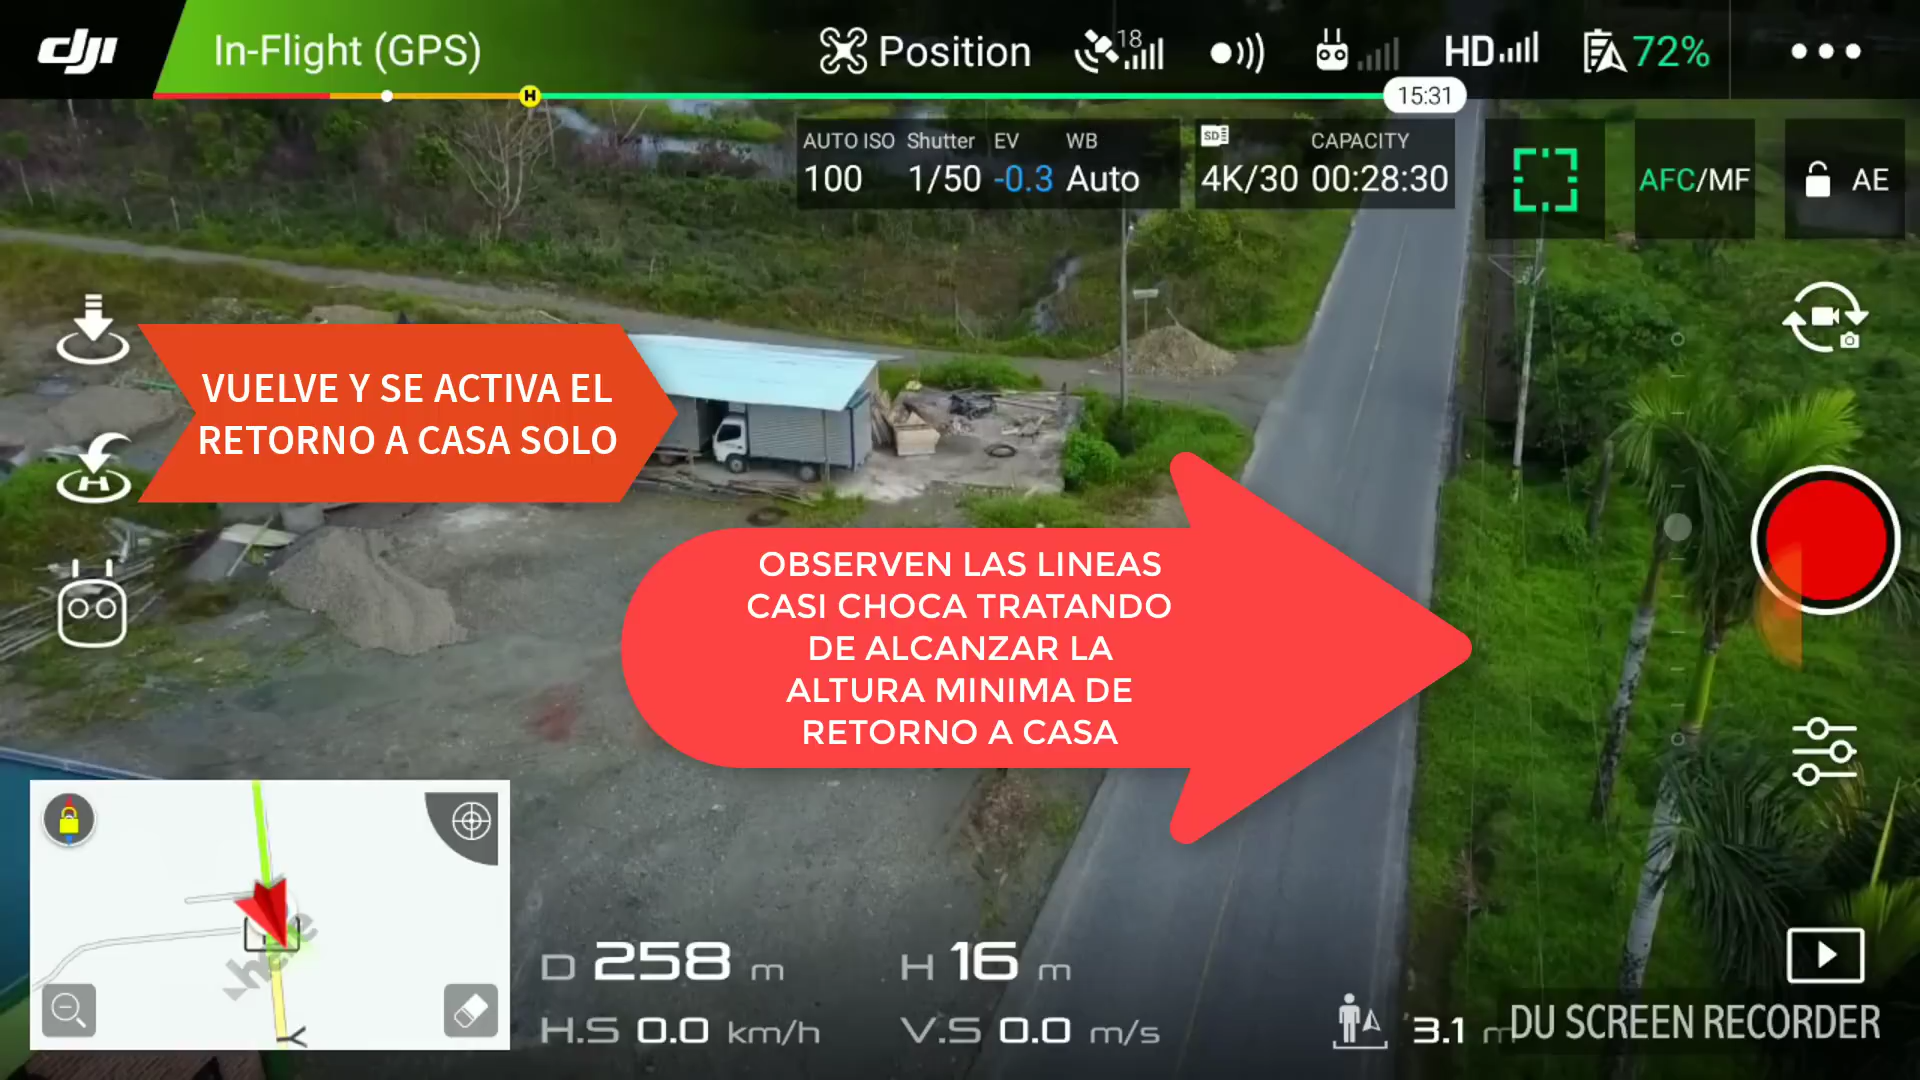 dji
In-Flight (GPS)
Position
18
HD
72%
15:31
AUTO ISO Shutter EV WB
100 1/50 -0.3 Auto
SD
CAPACITY
4K/30 00:28:30
AFC/MF
AE
H
VUELVE Y SE ACTIVA EL
RETORNO A CASA SOLO
H
OBSERVEN LAS LINEAS
CASI CHOCA TRATANDO
DE ALCANZAR LA
ALTURA MINIMA DE
RETORNO A CASA
here
D 258 m H 16 m
H.S 0.0 km/h V.S 0.0 m/s
3.1 m
DU SCREEN RECORDER